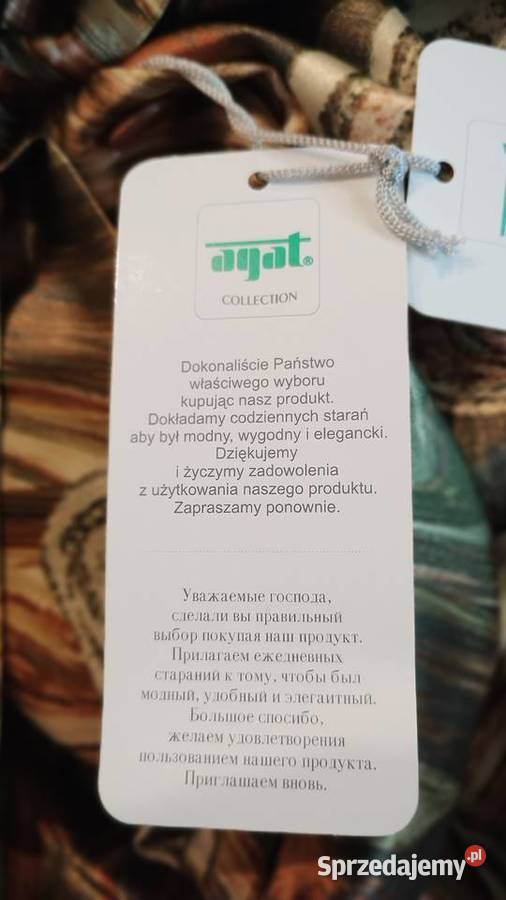 agat®
COLLECTION
Dokonaliście Państwo
właściwego wyboru
kupując nasz produkt.
Dokładamy codziennych starań
aby był modny, wygodny i elegancki.
Dziękujemy
i życzymy zadowolenia
z użytkowania naszego produktu.
Zapraszamy ponownie.
Уважаемые господа,
сделали вы правильный
выбор покупая наш продукт.
Прилагаем ежедневных
стараний к тому, чтобы был
модный, удобный и элегаитный.
Большое спосибо,
желаем удовлетворения
пользованием нашего продукта.
Приглашаем вновь.
Sprzedajemy.pl